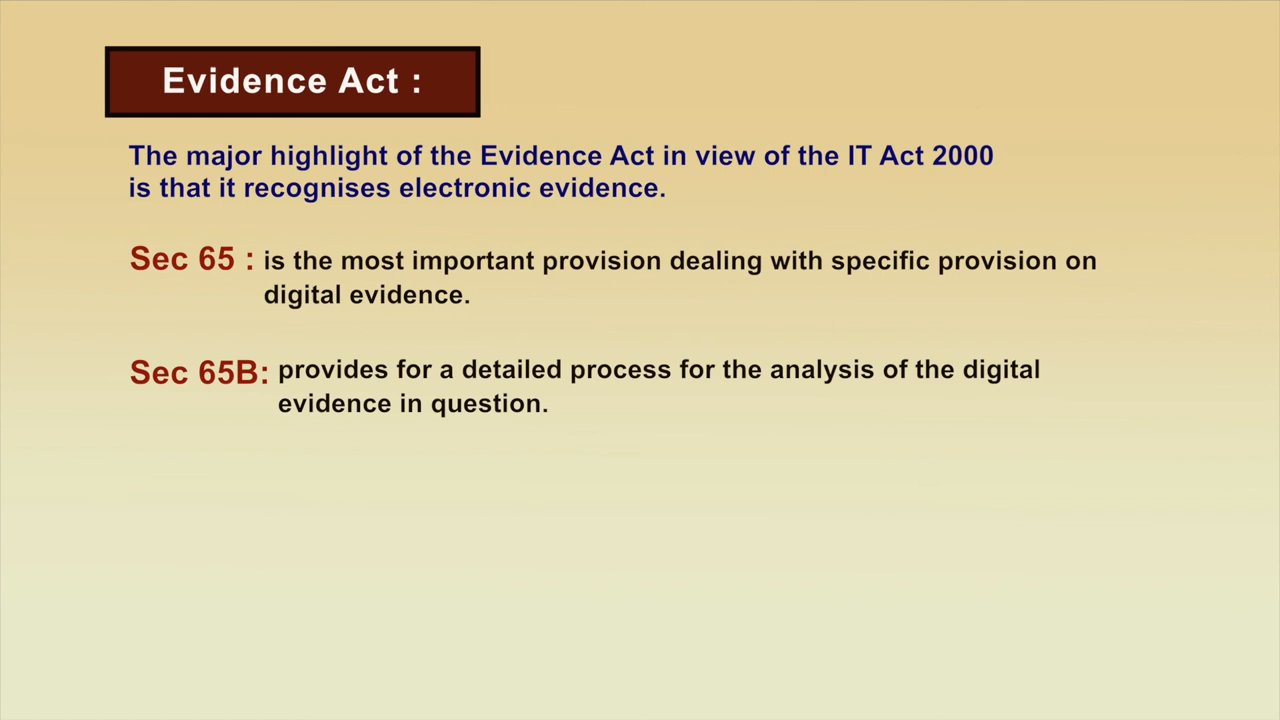 Evidence Act :
The major highlight of the Evidence Act in view of the IT Act 2000
is that it recognises electronic evidence.
Sec 65 : is the most important provision dealing with specific provision on
digital evidence.
Sec 65B: provides for a detailed process for the analysis of the digital
evidence in question.